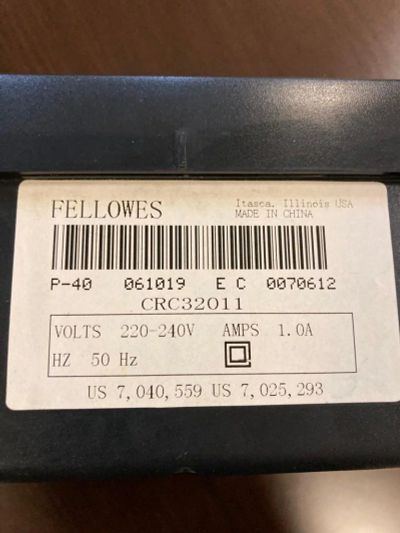 FELLOWES
Itasca, Illinois USA
MADE IN CHINA
P-40 061019 E C 0070612
CRC32011
VOLTS 220-240V AMPS 1.0A
HZ 50 Hz
US 7,040,559 US 7,025,293